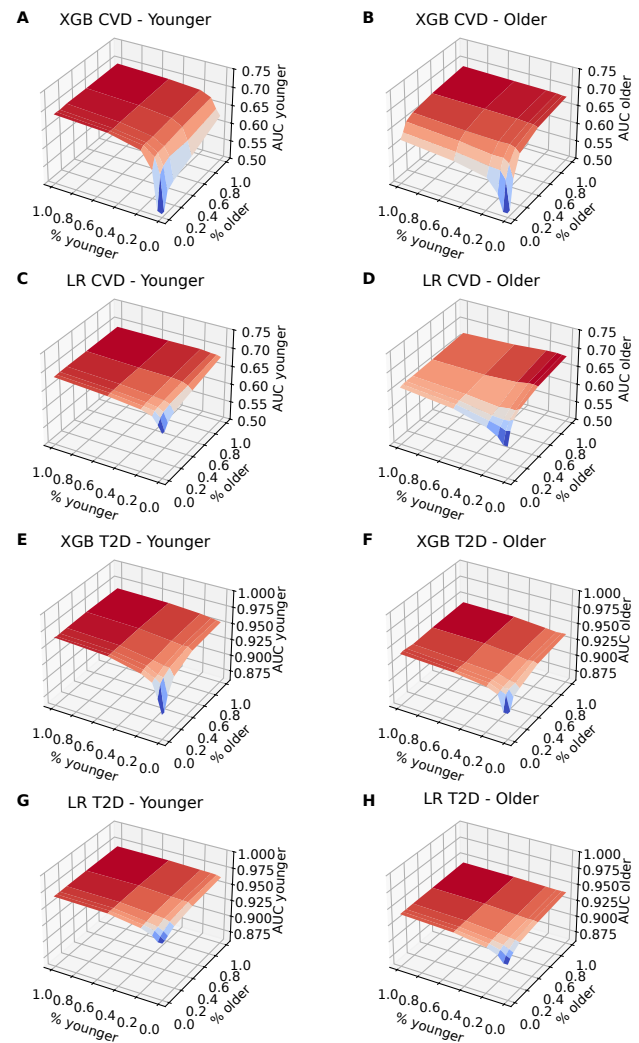 A XGB CVD - Younger
0.75
0.70
0.65
0.60
0.55
0.50
AUC younger
1.0 0.8 0.6 0.4 0.2 0.0
% younger
0.0 0.2 0.4 0.6 0.8 1.0
% older
B XGB CVD - Older
0.75
0.70
0.65
0.60
0.55
0.50
AUC older
1.0 0.8 0.6 0.4 0.2 0.0
% younger
0.0 0.2 0.4 0.6 0.8 1.0
% older
C LR CVD - Younger
0.75
0.70
0.65
0.60
0.55
0.50
AUC younger
1.0 0.8 0.6 0.4 0.2 0.0
% younger
0.0 0.2 0.4 0.6 0.8 1.0
% older
D LR CVD - Older
0.75
0.70
0.65
0.60
0.55
0.50
AUC older
1.0 0.8 0.6 0.4 0.2 0.0
% younger
0.0 0.2 0.4 0.6 0.8 1.0
% older
E XGB T2D - Younger
1.000
0.975
0.950
0.925
0.900
0.875
AUC younger
1.0 0.8 0.6 0.4 0.2 0.0
% younger
0.0 0.2 0.4 0.6 0.8 1.0
% older
F XGB T2D - Older
1.000
0.975
0.950
0.925
0.900
0.875
AUC older
1.0 0.8 0.6 0.4 0.2 0.0
% younger
0.0 0.2 0.4 0.6 0.8 1.0
% older
G LR T2D - Younger
1.000
0.975
0.950
0.925
0.900
0.875
AUC younger
1.0 0.8 0.6 0.4 0.2 0.0
% younger
0.0 0.2 0.4 0.6 0.8 1.0
% older
H LR T2D - Older
1.000
0.975
0.950
0.925
0.900
0.875
AUC older
1.0 0.8 0.6 0.4 0.2 0.0
% younger
0.0 0.2 0.4 0.6 0.8 1.0
% older